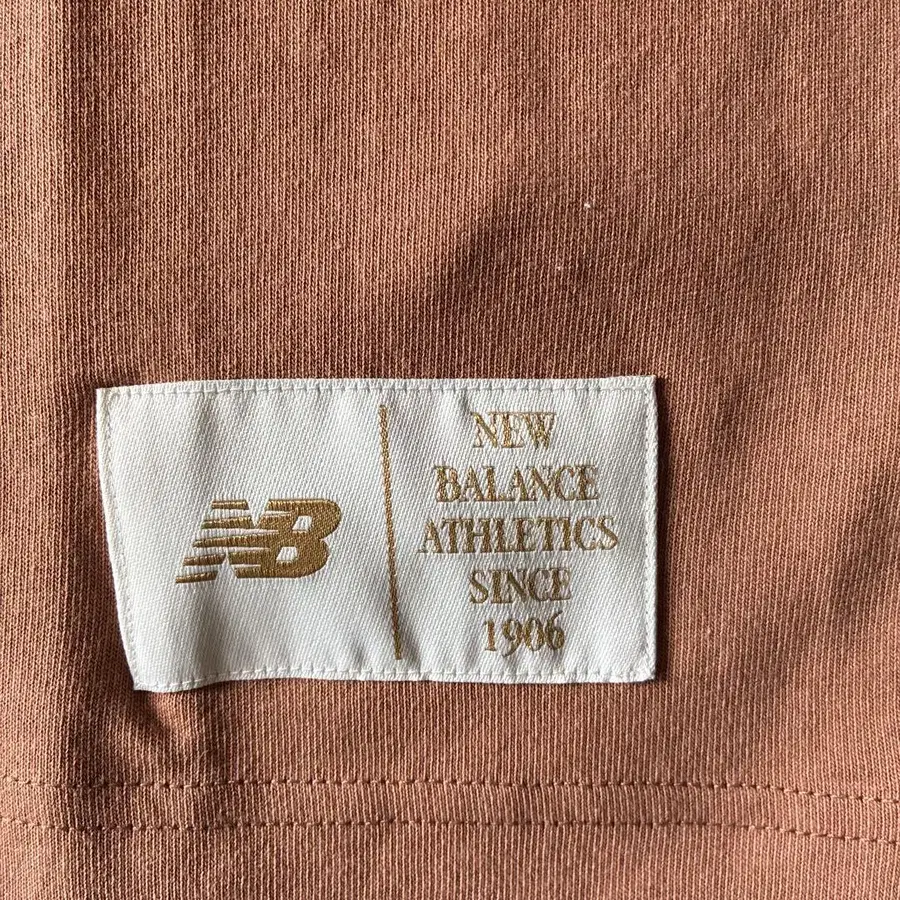 NB
NEW
BALANCE
ATHLETICS
SINCE
1906